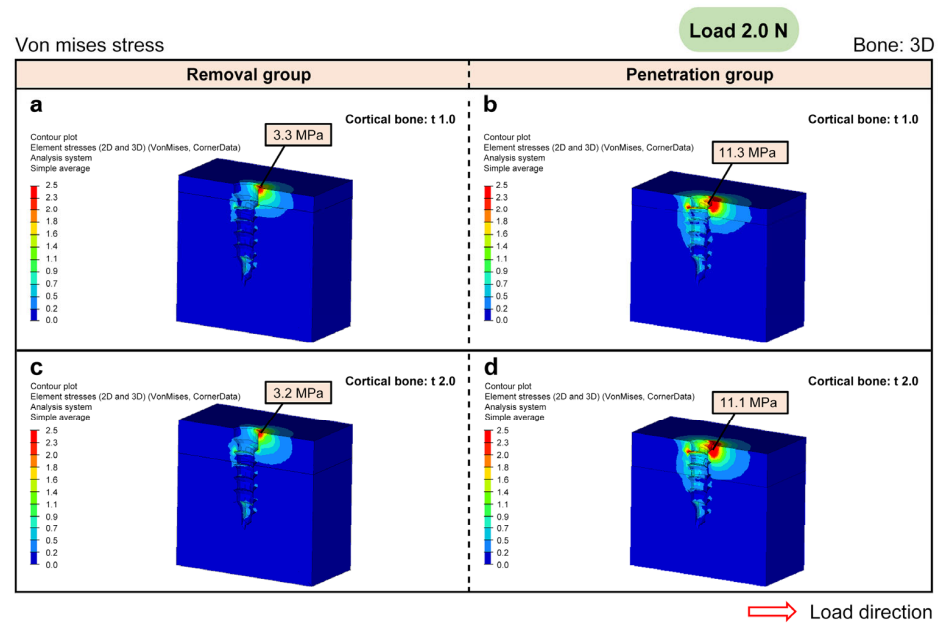 Load 2.0 N
Von mises stress
Bone: 3D
Removal group
Penetration group
a
Cortical bone: t 1.0
3.3 MPa
Contour plot
Element stresses (2D and 3D) (VonMises, CornerData)
Analysis system
Simple average
2.5
2.3
2.0
1.8
1.6
1.4
1.1
0.9
0.7
0.5
0.2
0.0
b
Cortical bone: t 1.0
11.3 MPa
Contour plot
Element stresses (2D and 3D) (VonMises, CornerData)
Analysis system
Simple average
2.5
2.3
2.0
1.8
1.6
1.4
1.1
0.9
0.7
0.5
0.2
0.0
c
Cortical bone: t 2.0
3.2 MPa
Contour plot
Element stresses (2D and 3D) (VonMises, CornerData)
Analysis system
Simple average
2.5
2.3
2.0
1.8
1.6
1.4
1.1
0.9
0.7
0.5
0.2
0.0
d
Cortical bone: t 2.0
11.1 MPa
Contour plot
Element stresses (2D and 3D) (VonMises, CornerData)
Analysis system
Simple average
2.5
2.3
2.0
1.8
1.6
1.4
1.1
0.9
0.7
0.5
0.2
0.0
Load direction